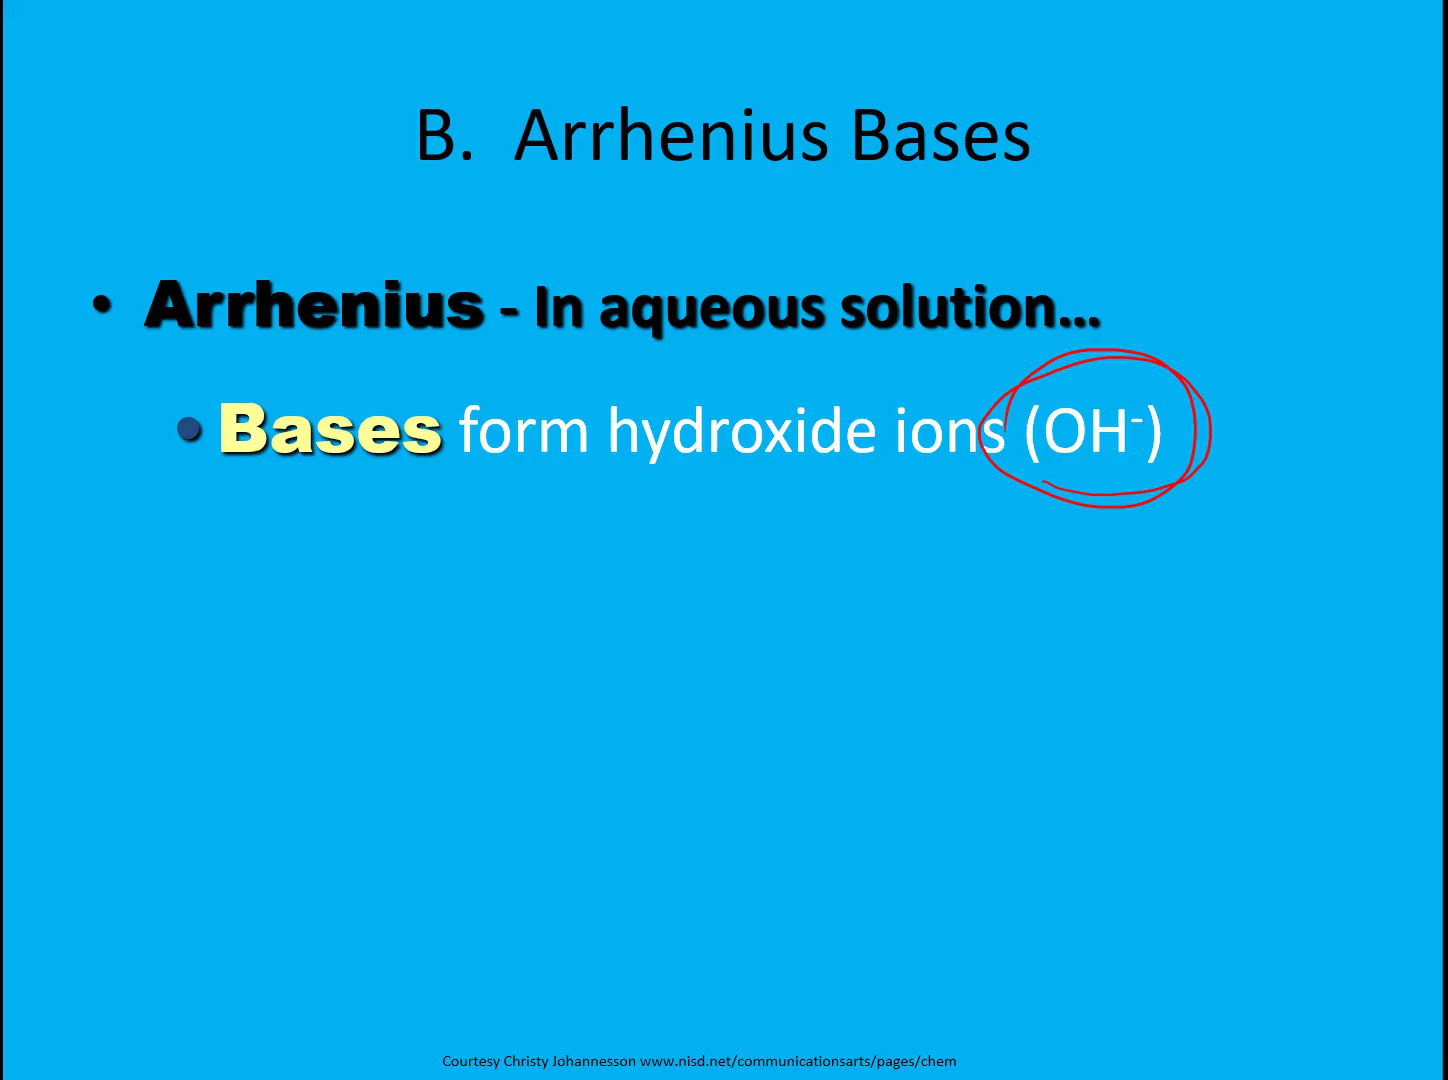 B. Arrhenius Bases
• Arrhenius - In aqueous solution…
• Bases form hydroxide ions (OH⁻)
Courtesy Christy Johannesson www.nisd.net/communicationsarts/pages/chem